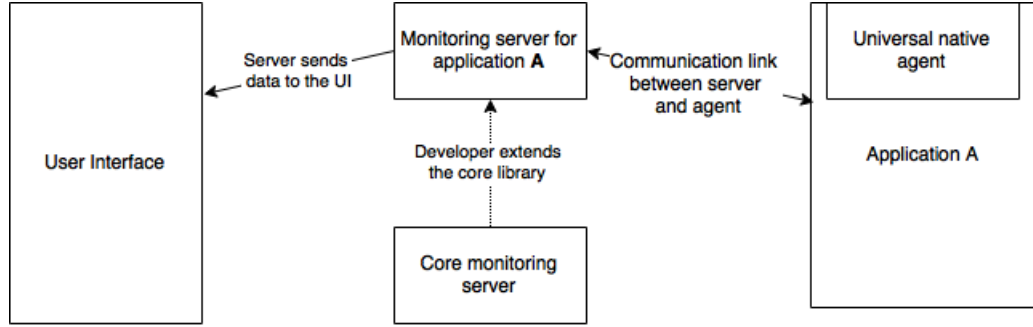 User Interface
Server sends
data to the UI
Monitoring server for
application A
Communication link
between server
and agent
Universal native
agent
Application A
Developer extends
the core library
Core monitoring
server